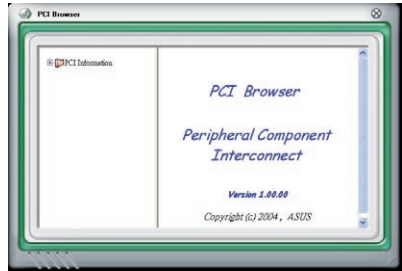 PCI Browser
PCI Information
PCI Browser
Peripheral Component
Interconnect
Version 1.00.00
Copyright (c) 2004, ASUS